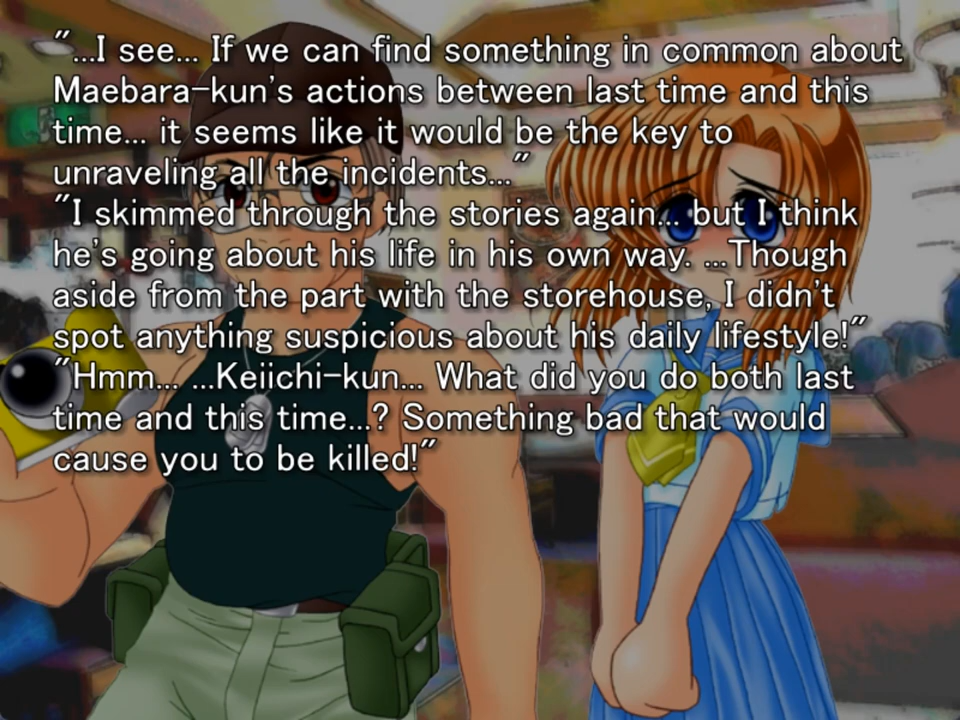 "...I see... If we can find something in common about
Maebara-kun's actions between last time and this
time... it seems like it would be the key to
unraveling all the incidents..."
"I skimmed through the stories again... but I think
he's going about his life in his own way. ...Though
aside from the part with the storehouse, I didn't
spot anything suspicious about his daily lifestyle!"
"Hmm... ...Keiichi-kun... What did you do both last
time and this time...? Something bad that would
cause you to be killed!"